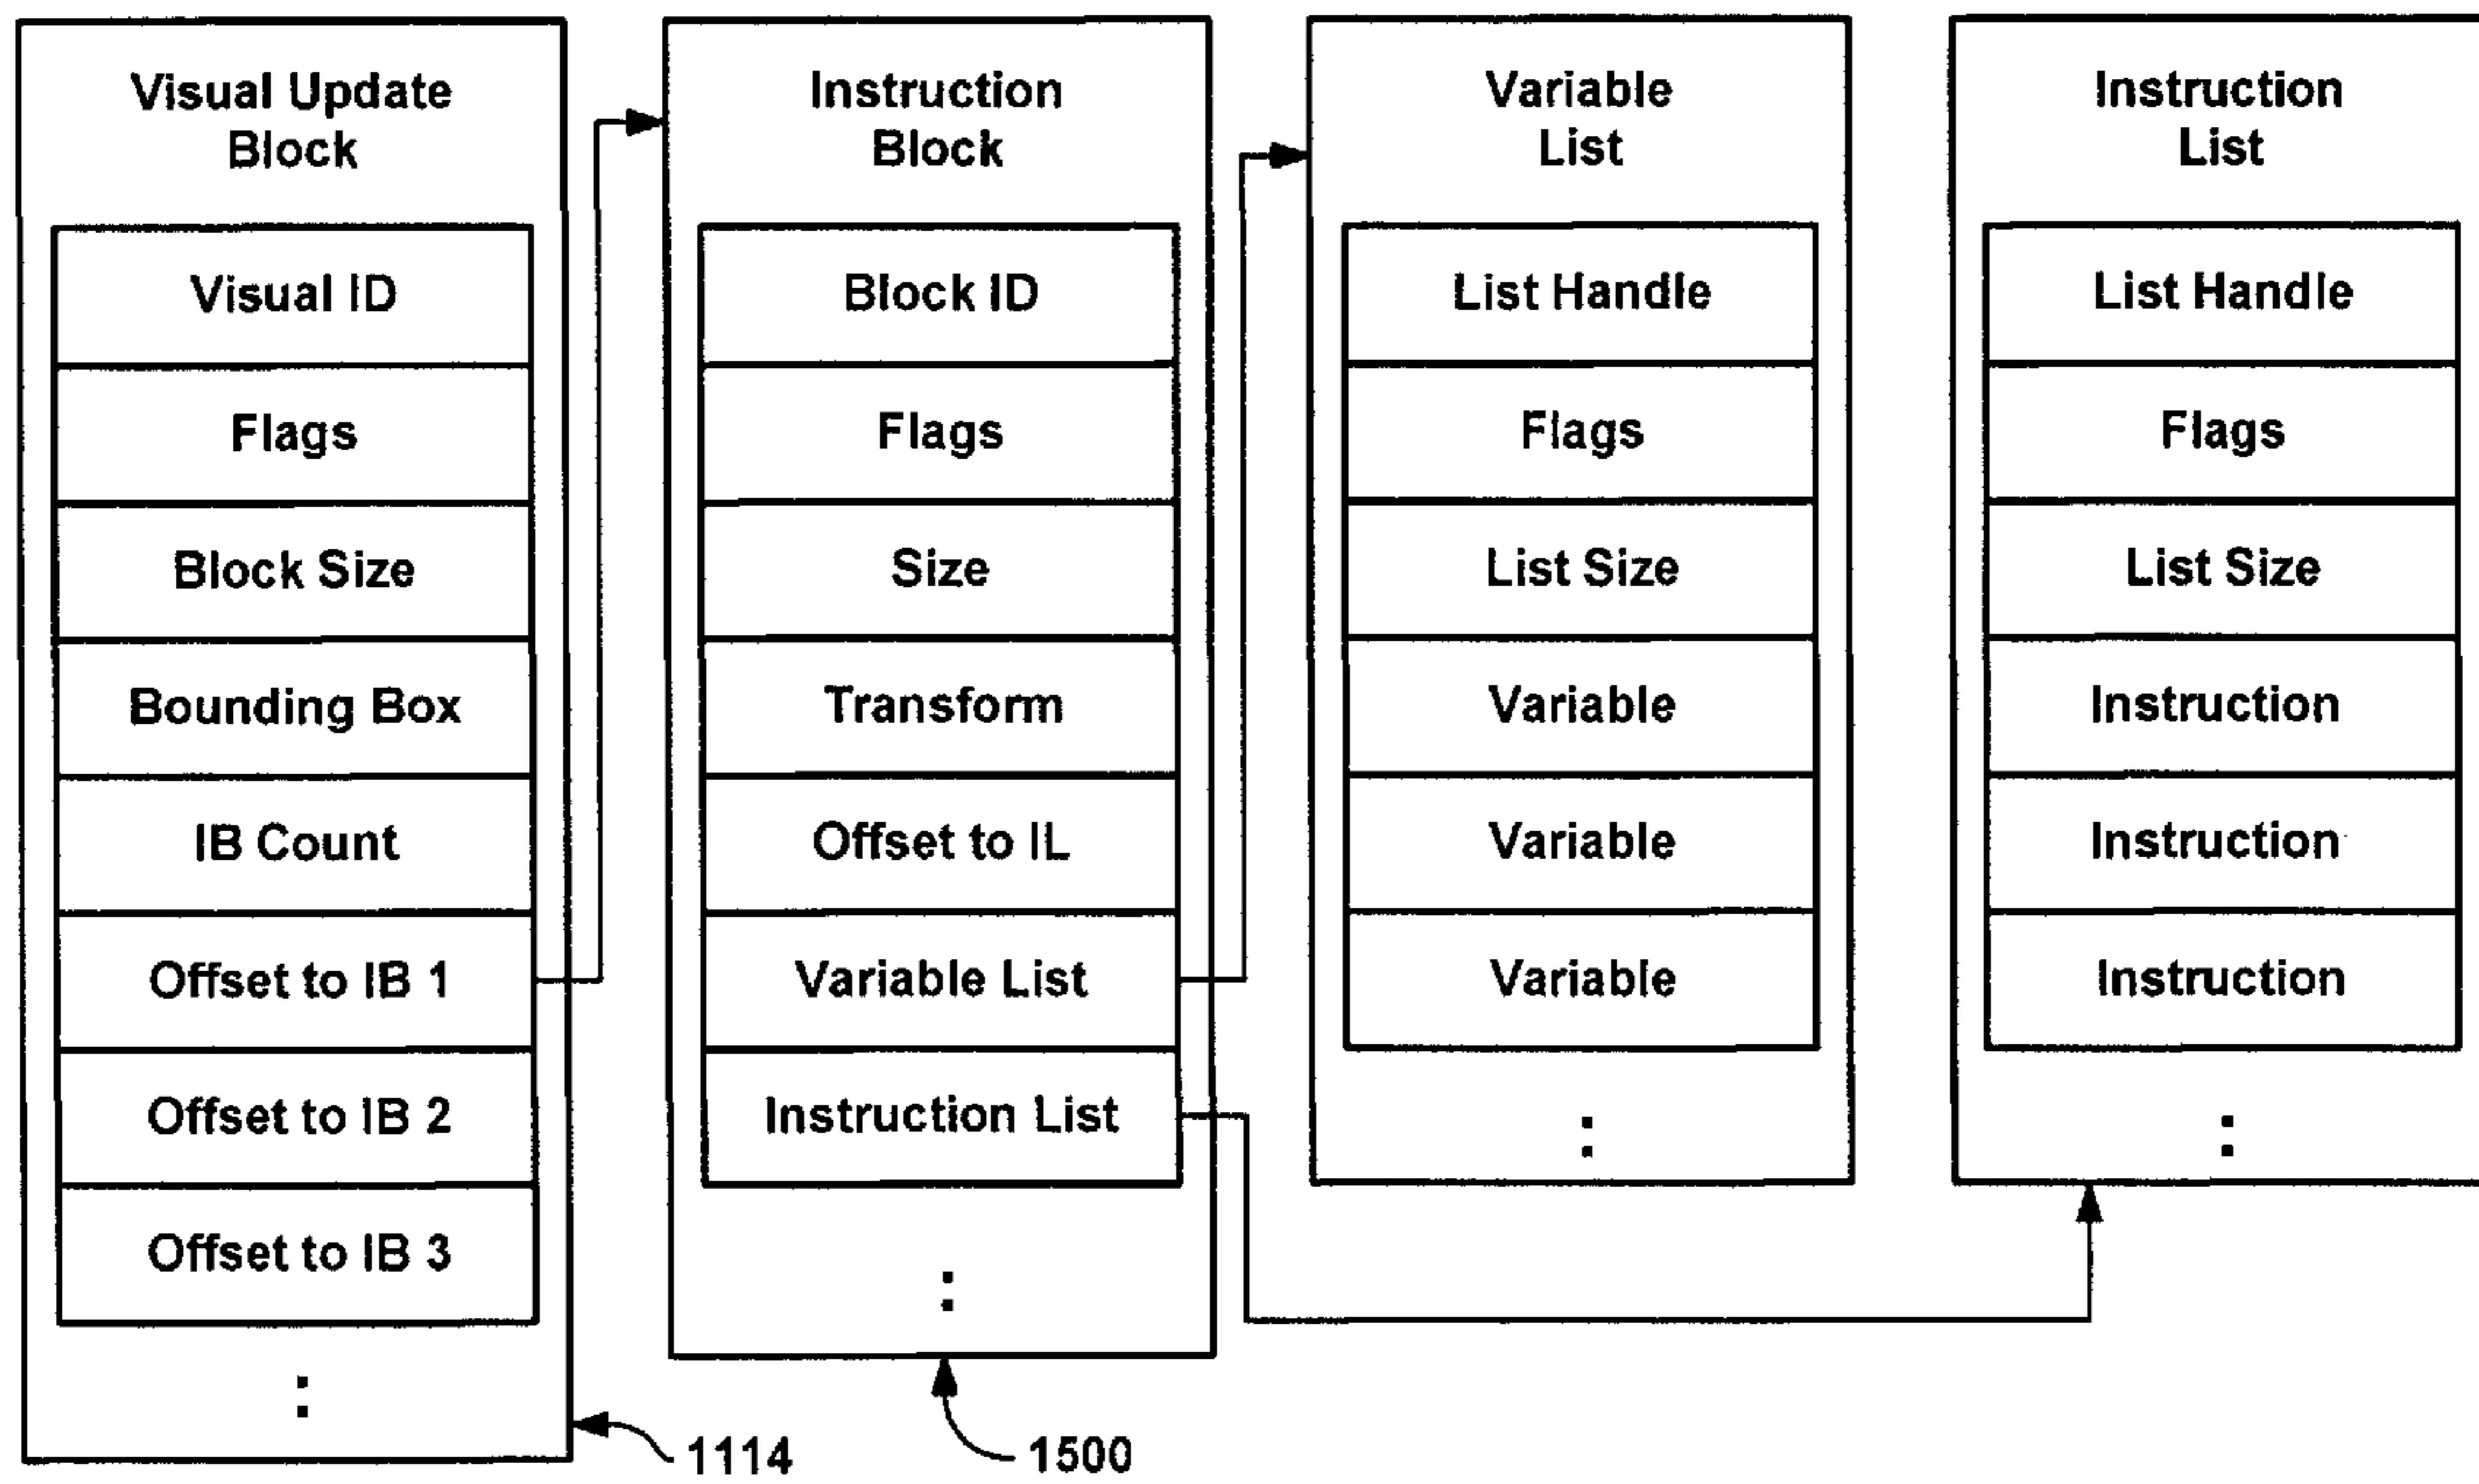 Visual Update
Block
Visual ID
Flags
Block Size
Bounding Box
IB Count
Offset to IB 1
Offset to IB 2
Offset to IB 3
:
1114
Instruction
Block
Block ID
Flags
Size
Transform
Offset to IL
Variable List
Instruction List
:
1500
Variable
List
List Handle
Flags
List Size
Variable
Variable
Variable
:
Instruction
List
List Handle
Flags
List Size
Instruction
Instruction
Instruction
: